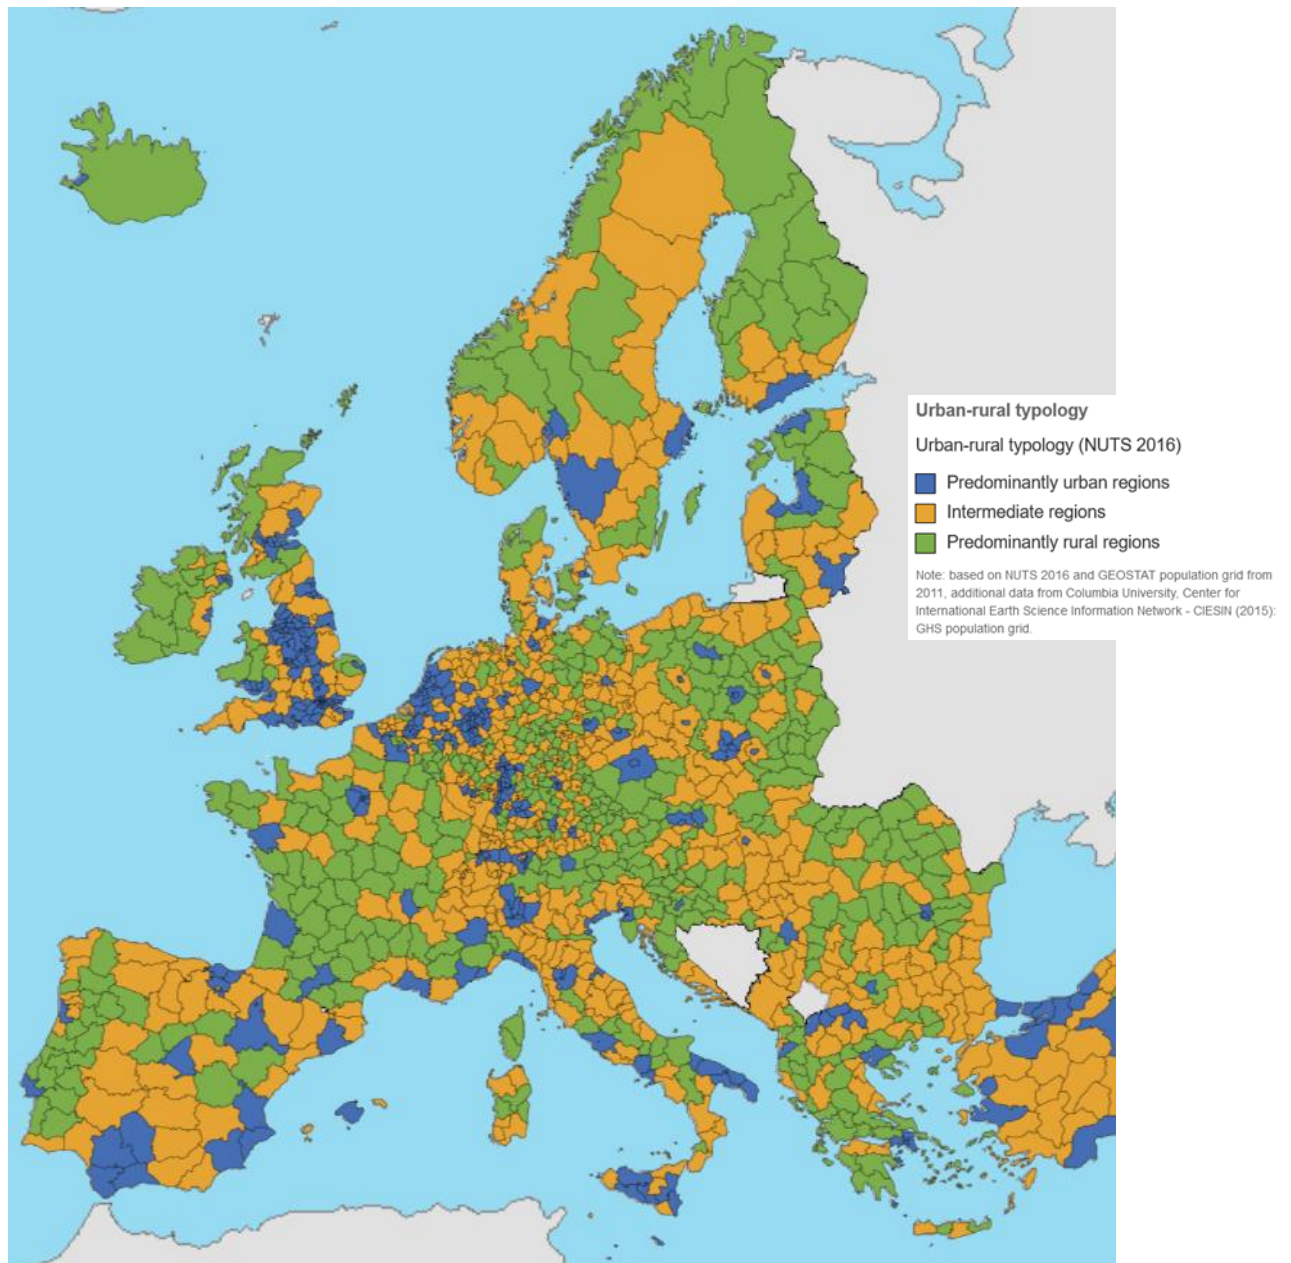 Urban-rural typology
Urban-rural typology (NUTS 2016)
Predominantly urban regions
Intermediate regions
Predominantly rural regions
Note: based on NUTS 2016 and GEOSTAT population grid from
2011, additional data from Columbia University, Center for
International Earth Science Information Network - CIESIN (2015):
GHS population grid.